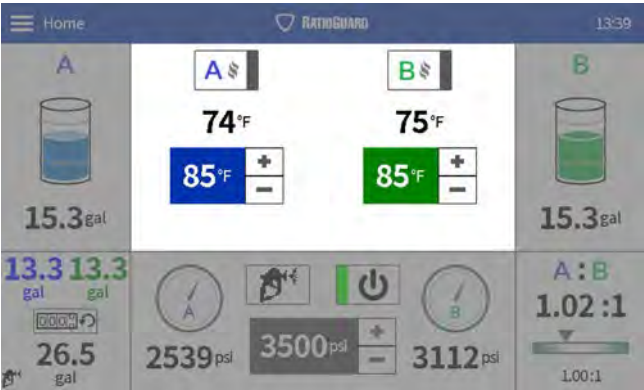 Home RATIOGUARD 13:39
A A B B
74°F 75°F
85°F + 85°F +
− −
15.3gal 15.3gal
13.3 13.3 A:B
gal gal
A B 1.02:1
26.5 2539psi 3500psi + − 3112psi
gal 1.00:1